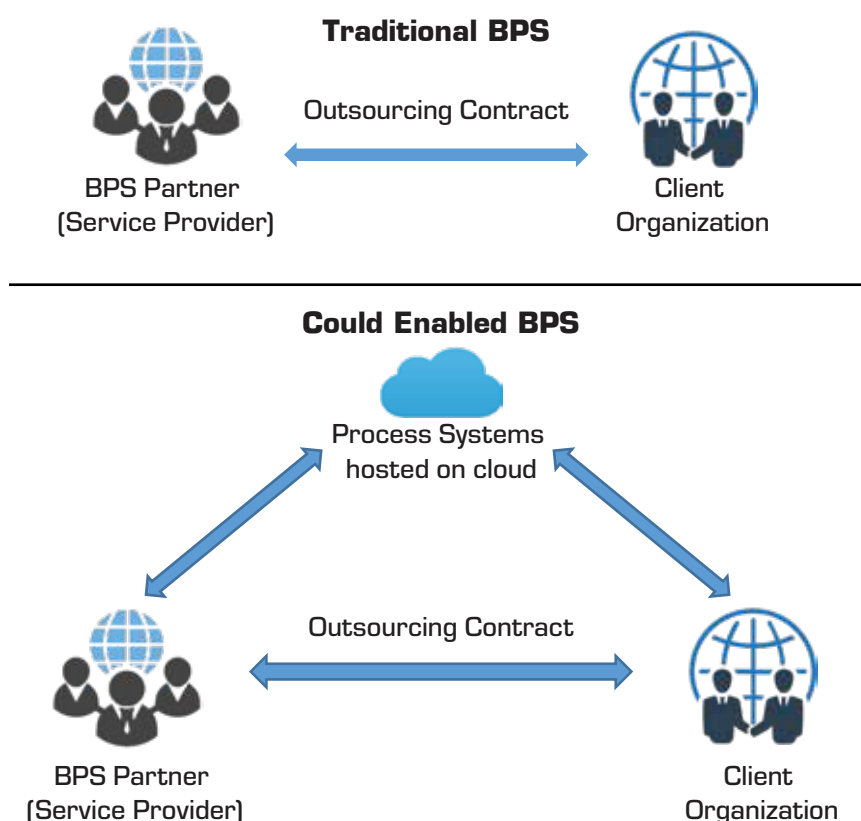 Traditional BPS
Outsourcing Contract
BPS Partner
(Service Provider)
Client
Organization
Could Enabled BPS
Process Systems
hosted on cloud
Outsourcing Contract
BPS Partner
(Service Provider)
Client
Organization